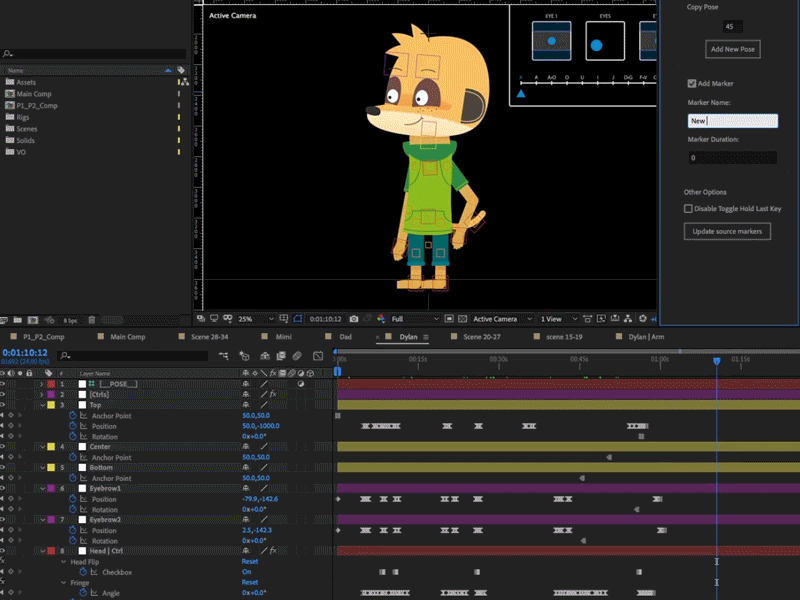 Active Camera
EYE 1
EYES
A
A-O
O
U
I
J
D-G
F-V
Copy Pose
45
Add New Pose
Add Marker
Marker Name:
New
Marker Duration:
0
Other Options
Disable Toggle Hold Last Key
Update source markers
Name
Assets
Main Comp
P1_P2_Comp
Rigs
Scenes
Solids
VO
8 bpc
25%
0:01:10:12
Full
Active Camera
1 View
P1_P2_Comp
Main Comp
Scene 28-34
Mimi
Dad
Dylan
Scene 20-27
scene 15-19
Dylan | Arm
0:01:10:12
00s
00:15s
00:30s
00:45s
01:00s
01:15s
# Layer Name
1 [__POSE__]
2 [Ctrls]
3 Top
Anchor Point 50.0,50.0
Position 50.0,-1000.0
Rotation 0x+0.0°
4 Center
Anchor Point 50.0,50.0
5 Bottom
Anchor Point 50.0,50.0
6 Eyebrow1
Position -79.9,-142.6
Rotation 0x+0.0°
7 Eyebrow2
Position 2.5,-142.3
Rotation 0x+0.0°
8 Head | Ctrl
Head Flip Reset
Checkbox On
Fringe Reset
Angle 0x+0.0°